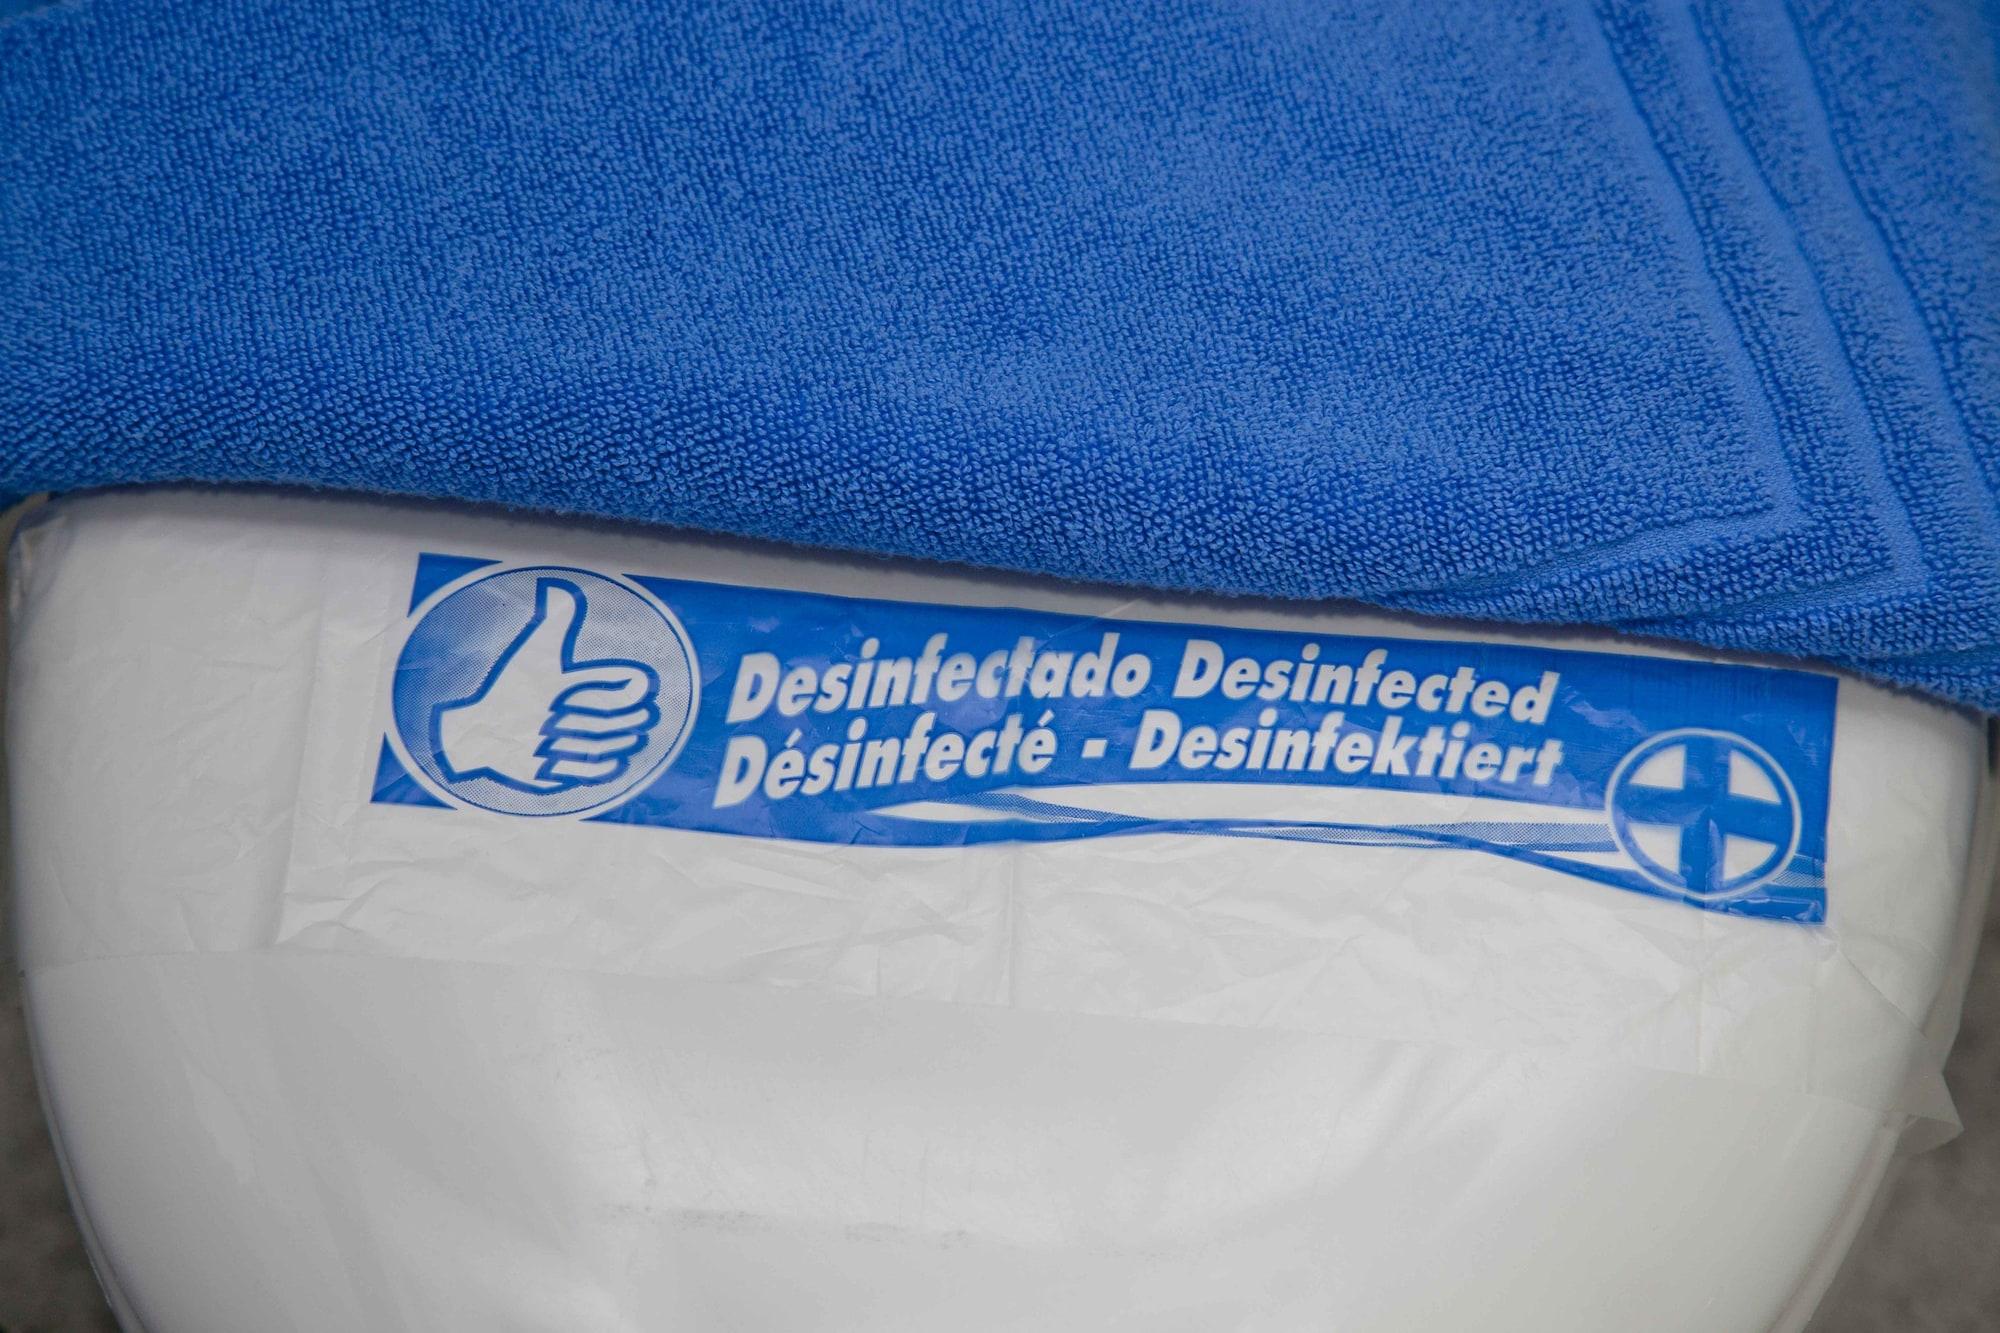 Desinfectado Desinfected
Désinfecté - Desinfektiert